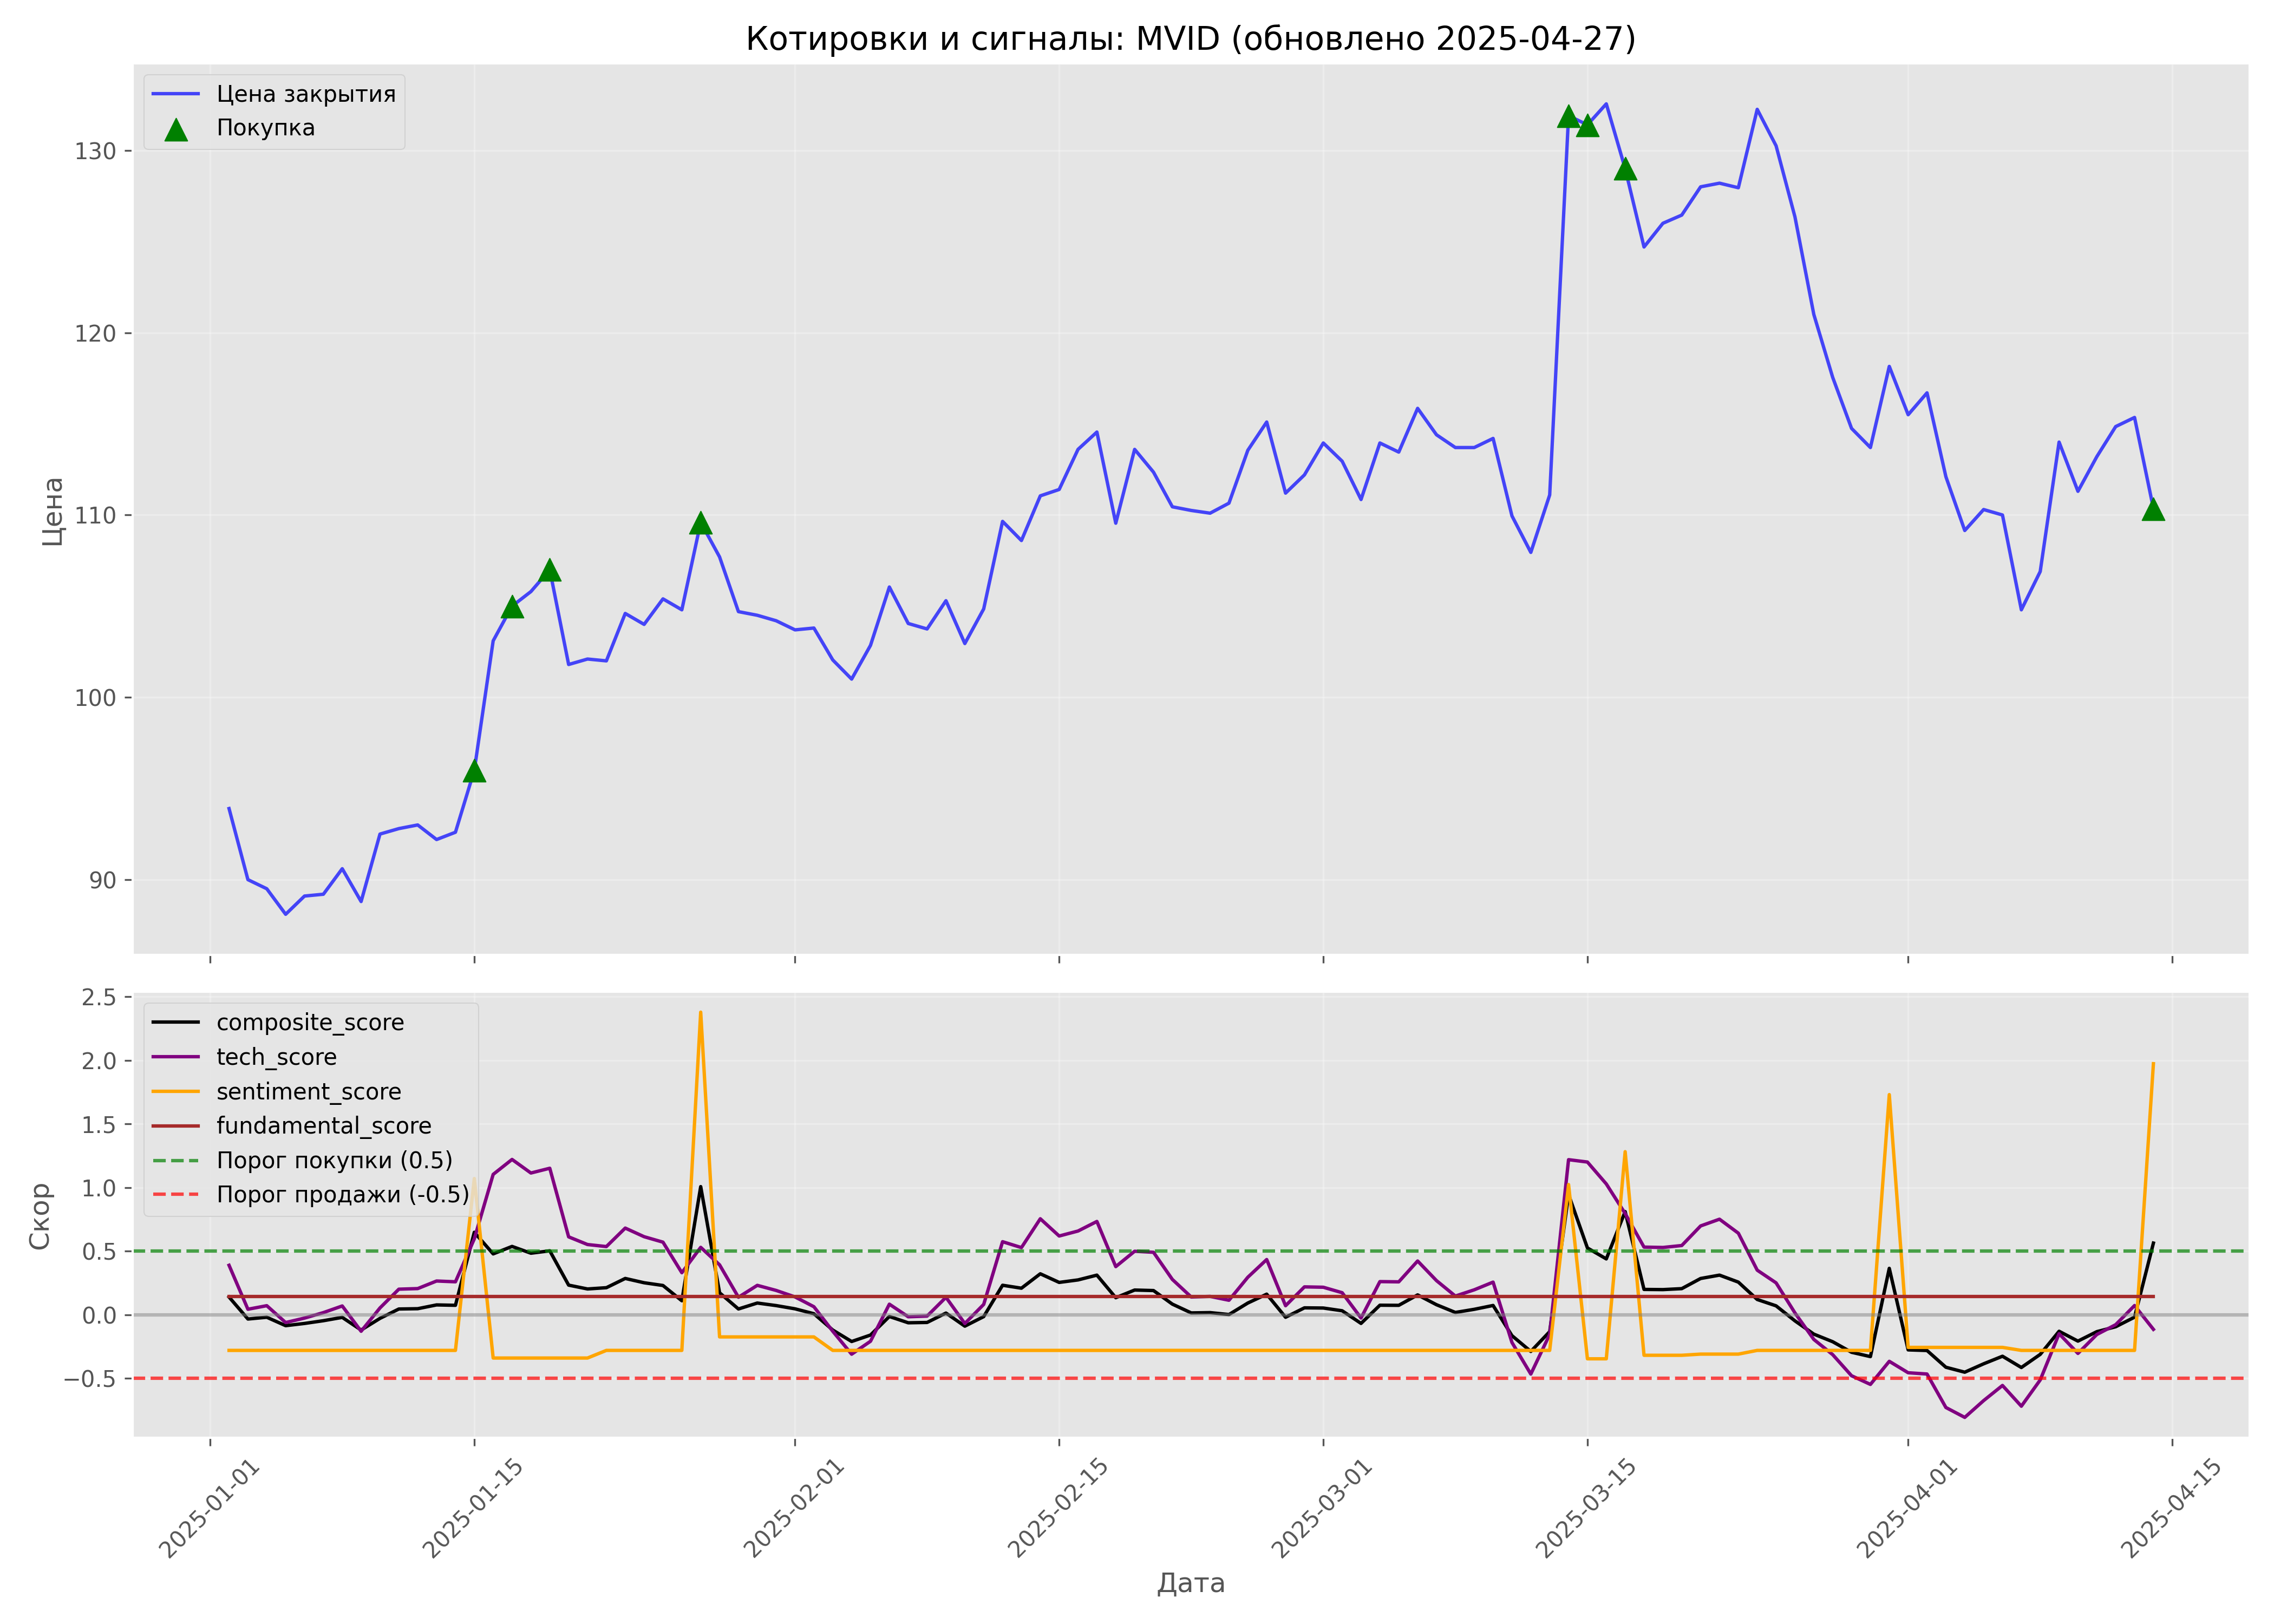 Котировки и сигналы: MVID (обновлено 2025-04-27)
Цена закрытия
Покупка
130
120
110
100
90
Цена
2.5
2.0
1.5
1.0
0.5
0.0
−0.5
Скор
composite_score
tech_score
sentiment_score
fundamental_score
Порог покупки (0.5)
Порог продажи (-0.5)
2025-01-01
2025-01-15
2025-02-01
2025-02-15
2025-03-01
2025-03-15
2025-04-01
2025-04-15
Дата